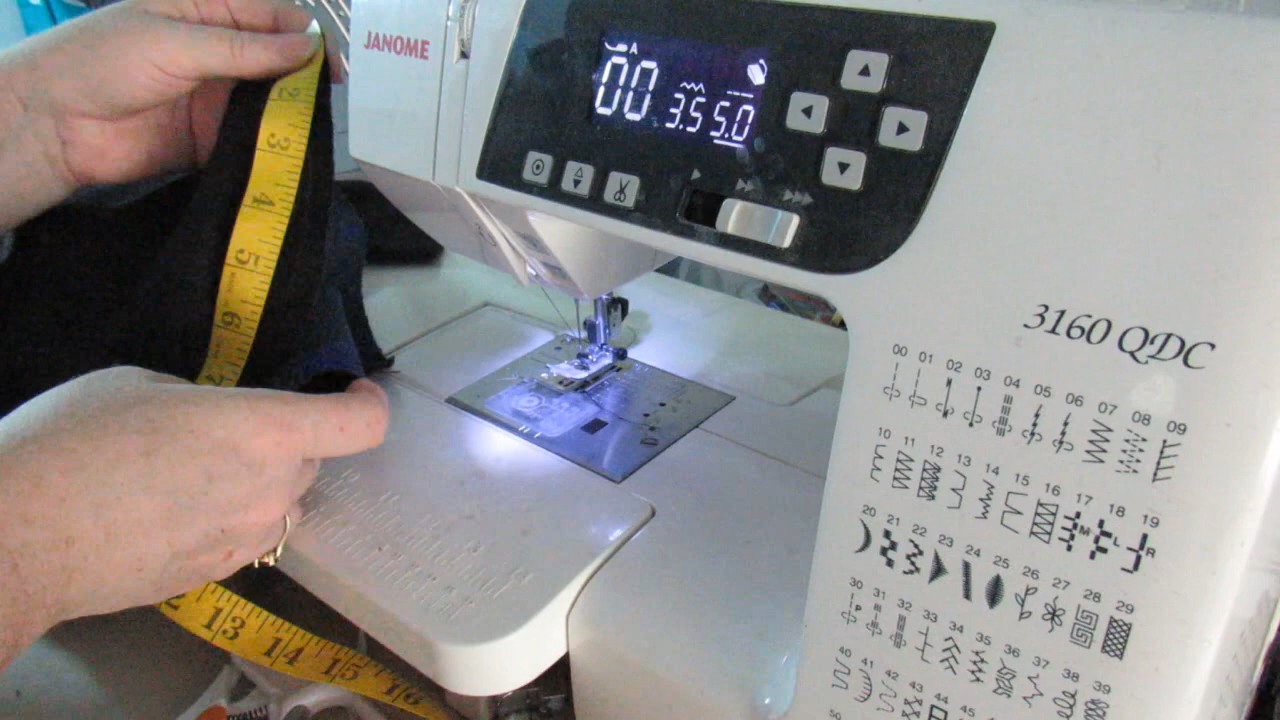 JANOME
A
00 3.5 5.0
3160 QDC
00 01 02 03 04 05 06 07 08 09
10 11 12 13 14 15 16 17 18 19
M L R
20 21 22 23 24 25 26 27 28 29
30 31 32 33 34 35 36 37 38 39
P
40 41 42 43 44 45
2
3
4
5
6
7
13 14 15 16